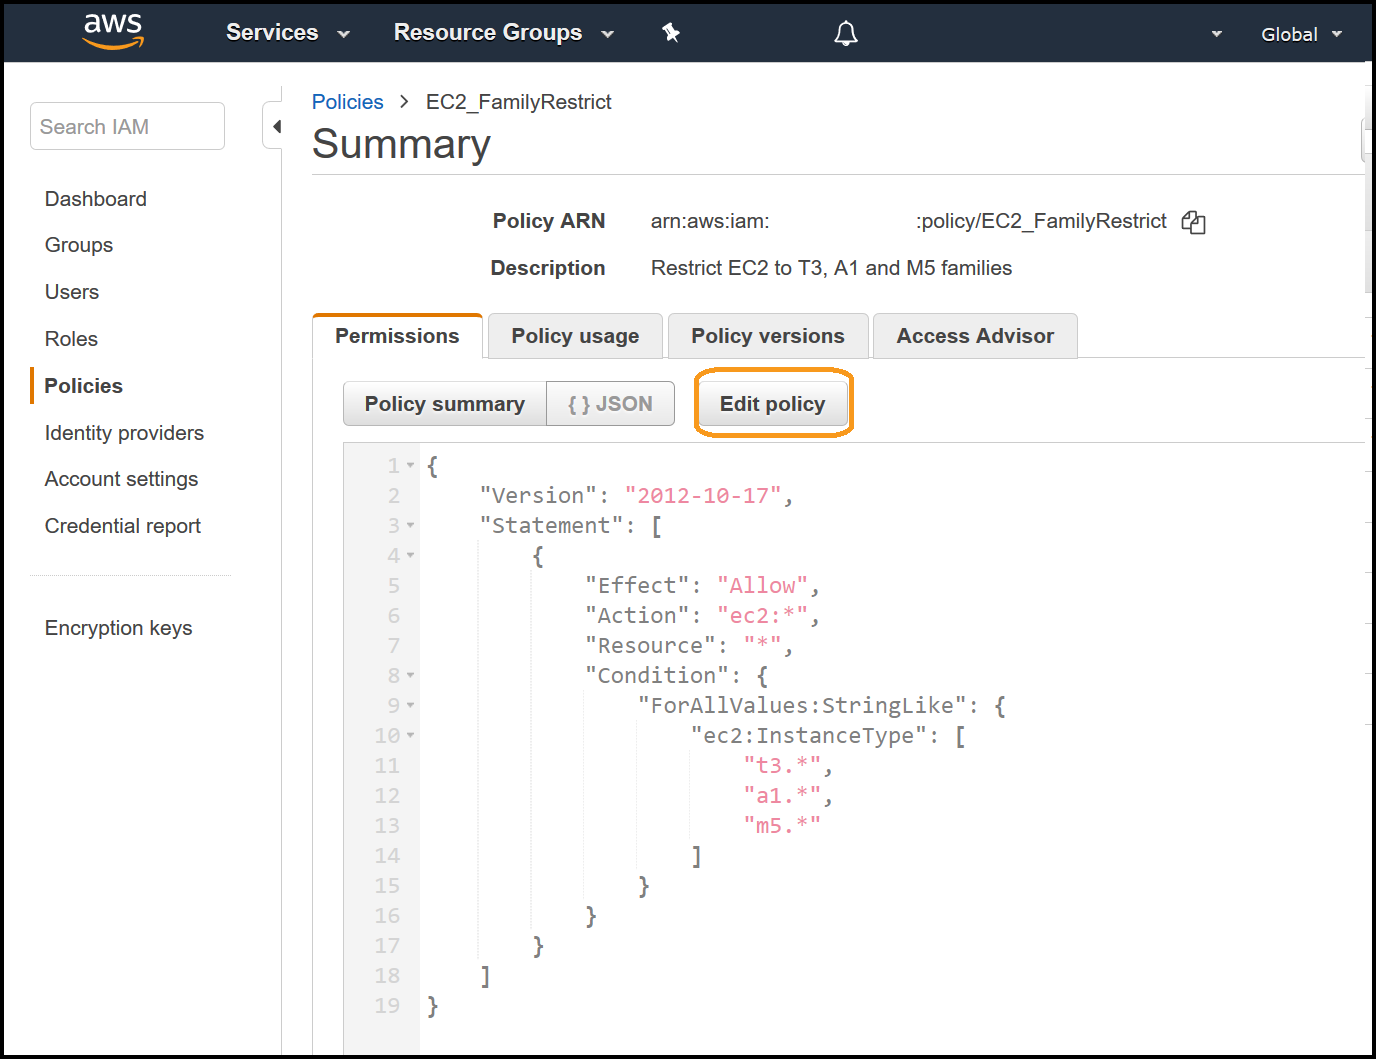 aws Services Resource Groups Global
Search IAM
Dashboard
Groups
Users
Roles
Policies
Identity providers
Account settings
Credential report
Encryption keys
Policies > EC2_FamilyRestrict
Summary
Policy ARN arn:aws:iam: :policy/EC2_FamilyRestrict
Description Restrict EC2 to T3, A1 and M5 families
Permissions Policy usage Policy versions Access Advisor
Policy summary { } JSON Edit policy
1 {
2 "Version": "2012-10-17",
3 "Statement": [
4 {
5 "Effect": "Allow",
6 "Action": "ec2:*",
7 "Resource": "*",
8 "Condition": {
9 "ForAllValues:StringLike": {
10 "ec2:InstanceType": [
11 "t3.*",
12 "a1.*",
13 "m5.*"
14 ]
15 }
16 }
17 }
18 ]
19 }